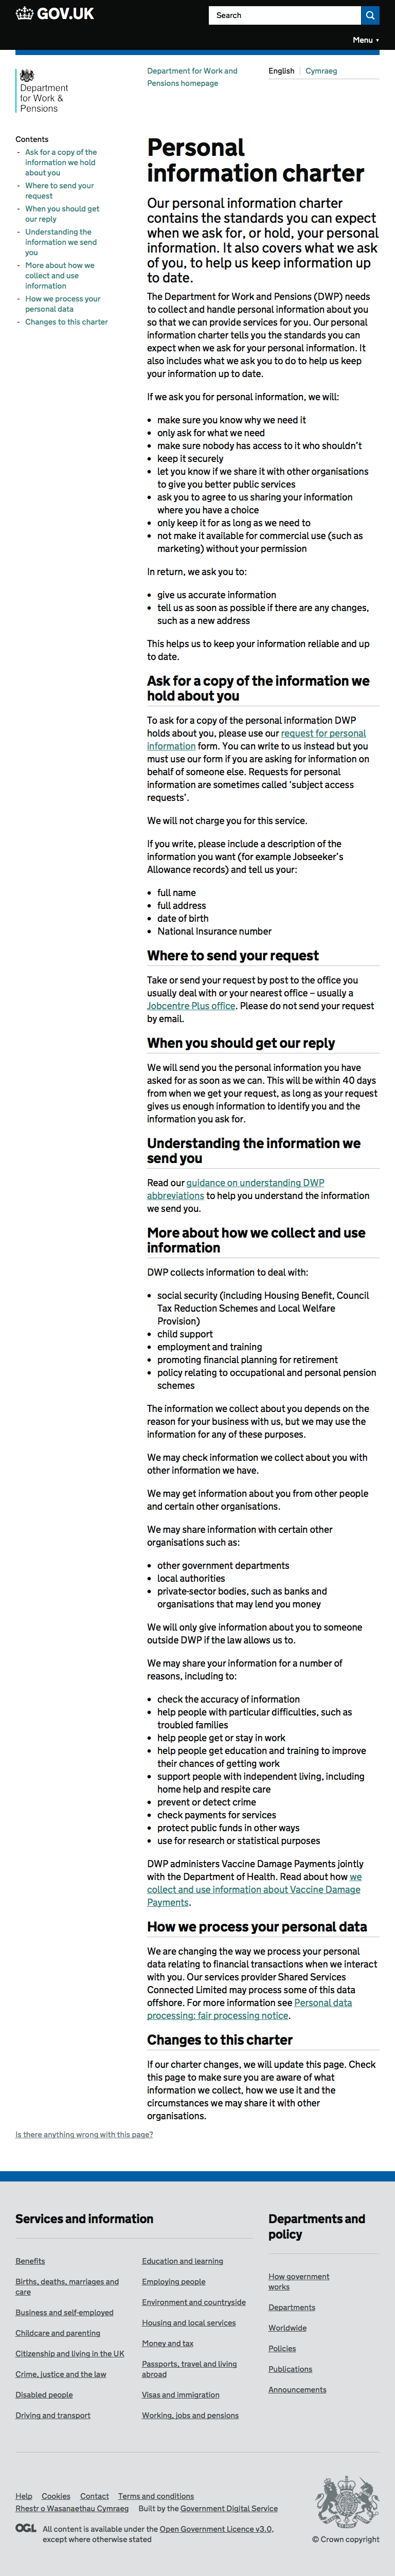 GOV.UK
Search
Menu
Department
for Work &
Pensions
Department for Work and
Pensions homepage
English
Cymraeg
Contents
- Ask for a copy of the
information we hold
about you
- Where to send your
request
- When you should get
our reply
- Understanding the
information we send
you
- More about how we
collect and use
information
- How we process your
personal data
- Changes to this charter
Personal
information charter
Our personal information charter
contains the standards you can expect
when we ask for, or hold, your personal
information. It also covers what we ask
of you, to help us keep information up
to date.
The Department for Work and Pensions (DWP) needs
to collect and handle personal information about you
so that we can provide services for you. Our personal
information charter tells you the standards you can
expect when we ask for your personal information. It
also includes what we ask you to do to help us keep
your information up to date.
If we ask you for personal information, we will:
• make sure you know why we need it
• only ask for what we need
• make sure nobody has access to it who shouldn't
• keep it securely
• let you know if we share it with other organisations
to give you better public services
• ask you to agree to us sharing your information
where you have a choice
• only keep it for as long as we need to
• not make it available for commercial use (such as
marketing) without your permission
In return, we ask you to:
• give us accurate information
• tell us as soon as possible if there are any changes,
such as a new address
This helps us to keep your information reliable and up
to date.
Ask for a copy of the information we
hold about you
To ask for a copy of the personal information DWP
holds about you, please use our request for personal
information form. You can write to us instead but you
must use our form if you are asking for information on
behalf of someone else. Requests for personal
information are sometimes called ‘subject access
requests’.
We will not charge you for this service.
If you write, please include a description of the
information you want (for example Jobseeker’s
Allowance records) and tell us your:
• full name
• full address
• date of birth
• National Insurance number
Where to send your request
Take or send your request by post to the office you
usually deal with or your nearest office – usually a
Jobcentre Plus office. Please do not send your request
by email.
When you should get our reply
We will send you the personal information you have
asked for as soon as we can. This will be within 40 days
from when we get your request, as long as your request
gives us enough information to identify you and the
information you ask for.
Understanding the information we
send you
Read our guidance on understanding DWP
abbreviations to help you understand the information
we send you.
More about how we collect and use
information
DWP collects information to deal with:
• social security (including Housing Benefit, Council
Tax Reduction Schemes and Local Welfare
Provision)
• child support
• employment and training
• promoting financial planning for retirement
• policy relating to occupational and personal pension
schemes
The information we collect about you depends on the
reason for your business with us, but we may use the
information for any of these purposes.
We may check information we collect about you with
other information we have.
We may get information about you from other people
and certain other organisations.
We may share information with certain other
organisations such as:
• other government departments
• local authorities
• private-sector bodies, such as banks and
organisations that may lend you money
We will only give information about you to someone
outside DWP if the law allows us to.
We may share your information for a number of
reasons, including to:
• check the accuracy of information
• help people with particular difficulties, such as
troubled families
• help people get or stay in work
• help people get education and training to improve
their chances of getting work
• support people with independent living, including
home help and respite care
• prevent or detect crime
• check payments for services
• protect public funds in other ways
• use for research or statistical purposes
DWP administers Vaccine Damage Payments jointly
with the Department of Health. Read about how we
collect and use information about Vaccine Damage
Payments.
How we process your personal data
We are changing the way we process your personal
data relating to financial transactions when we interact
with you. Our services provider Shared Services
Connected Limited may process some of this data
offshore. For more information see Personal data
processing: fair processing notice.
Changes to this charter
If our charter changes, we will update this page. Check
this page to make sure you are aware of what
information we collect, how we use it and the
circumstances we may share it with other
organisations.
Is there anything wrong with this page?
Services and information
Benefits
Births, deaths, marriages and
care
Business and self-employed
Childcare and parenting
Citizenship and living in the UK
Crime, justice and the law
Disabled people
Driving and transport
Education and learning
Employing people
Environment and countryside
Housing and local services
Money and tax
Passports, travel and living
abroad
Visas and immigration
Working, jobs and pensions
Departments and
policy
How government
works
Departments
Worldwide
Policies
Publications
Announcements
Help Cookies Contact Terms and conditions
Rhestr o Wasanaethau Cymraeg Built by the Government Digital Service
OGL All content is available under the Open Government Licence v3.0,
except where otherwise stated
© Crown copyright